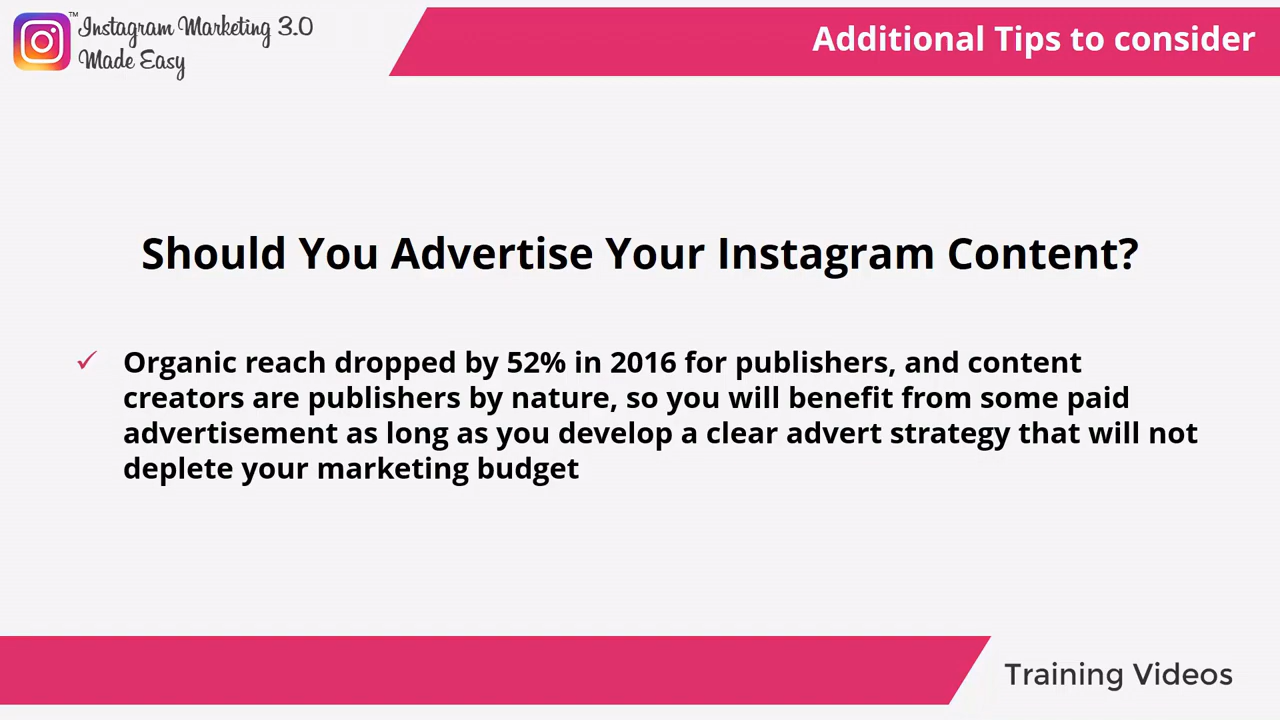 Instagram Marketing 3.0
Made Easy
TM
Additional Tips to consider
Should You Advertise Your Instagram Content?
✓ Organic reach dropped by 52% in 2016 for publishers, and content
creators are publishers by nature, so you will benefit from some paid
advertisement as long as you develop a clear advert strategy that will not
deplete your marketing budget
Training Videos